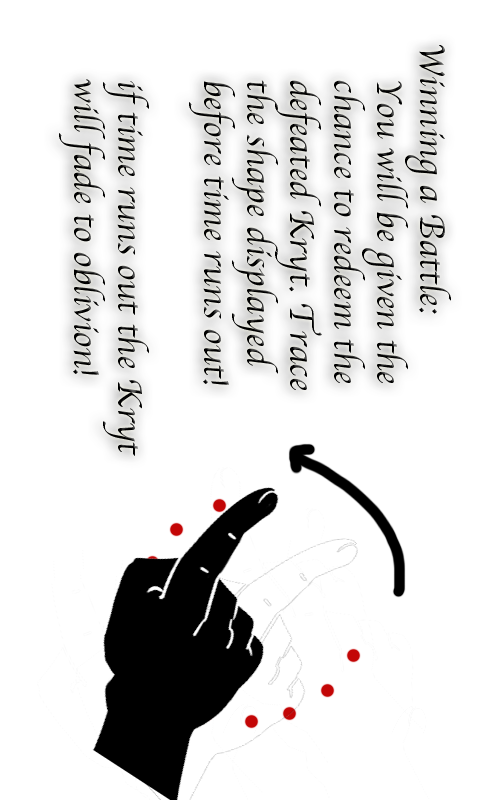 Winning a Battle:
You will be given the
chance to redeem the
defeated Kryt. Trace
the shape displayed
before time runs out!
if time runs out the Kryt
will fade to oblivion!